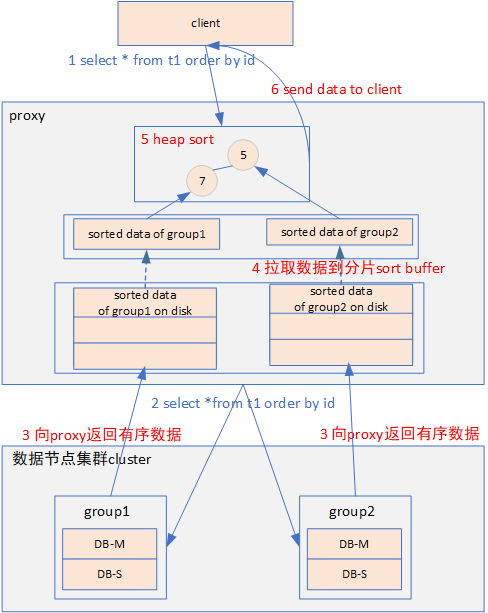 client
1 select * from t1 order by id
6 send data to client
proxy
5 heap sort
5
7
sorted data of group1
sorted data of group2
4 拉取数据到分片sort buffer
sorted data
of group1 on disk
sorted data
of group2 on disk
2 select *from t1 order by id
3 向proxy返回有序数据
3 向proxy返回有序数据
数据节点集群cluster
group1
group2
DB-M
DB-S
DB-M
DB-S